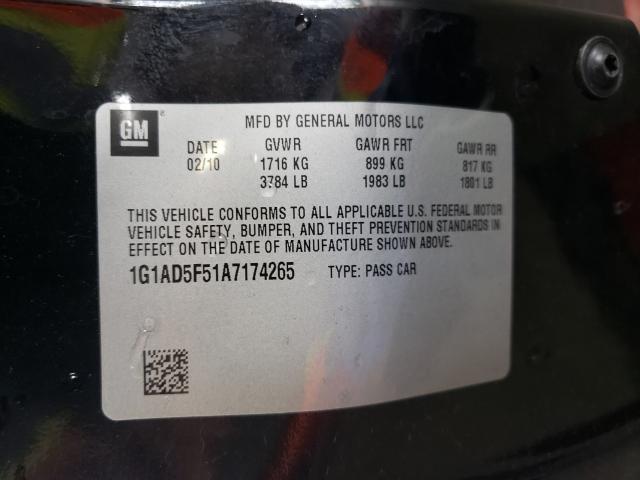 GM
MFD BY GENERAL MOTORS LLC
DATE GVWR GAWR FRT GAWR RR
02/10 1716 KG 899 KG 817 KG
3784 LB 1983 LB 1801 LB
THIS VEHICLE CONFORMS TO ALL APPLICABLE U.S. FEDERAL MOTOR
VEHICLE SAFETY, BUMPER, AND THEFT PREVENTION STANDARDS IN
EFFECT ON THE DATE OF MANUFACTURE SHOWN ABOVE.
1G1AD5F51A7174265 TYPE: PASS CAR